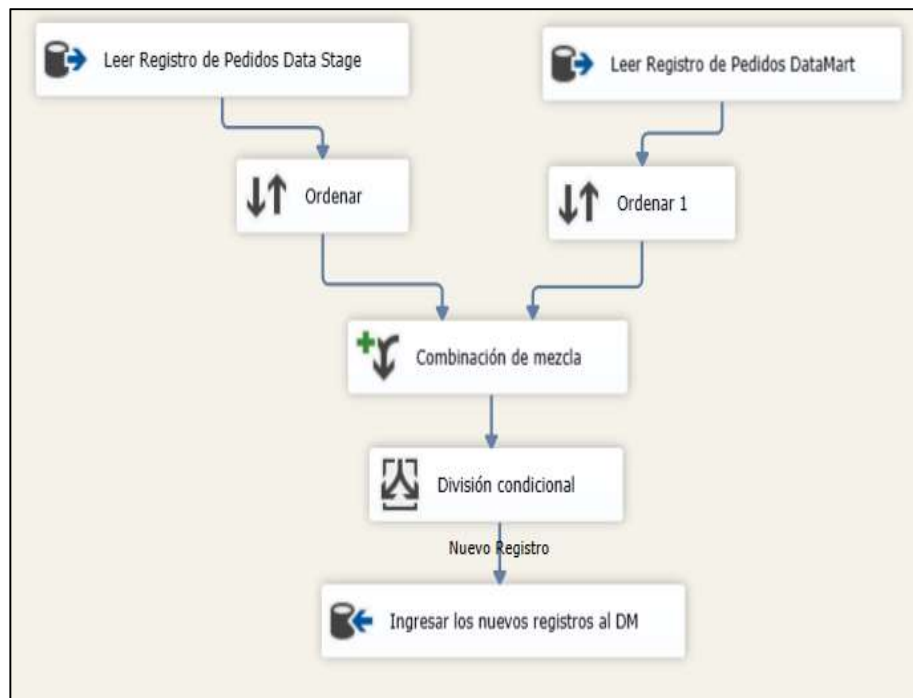 Leer Registro de Pedidos Data Stage
Leer Registro de Pedidos DataMart
Ordenar
Ordenar 1
Combinación de mezcla
División condicional
Nuevo Registro
Ingresar los nuevos registros al DM